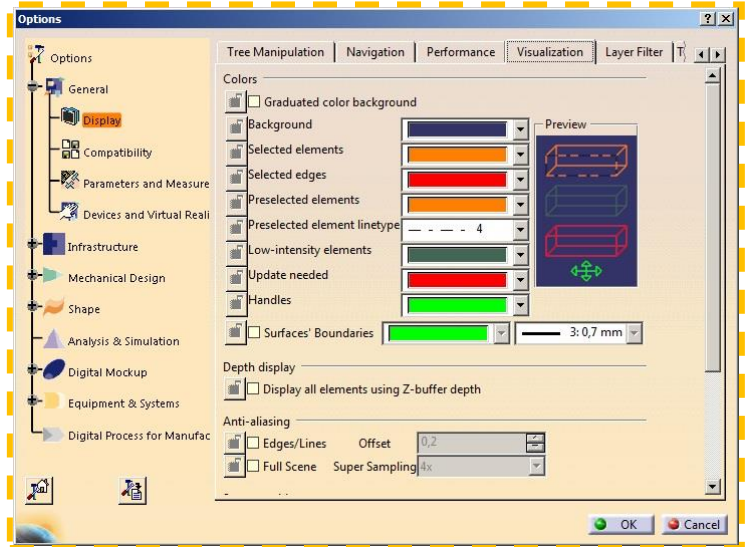 Options
Options
General
Display
Compatibility
Parameters and Measure
Devices and Virtual Reali
Infrastructure
Mechanical Design
Shape
Analysis & Simulation
Digital Mockup
Equipment & Systems
Digital Process for Manufac
Tree Manipulation
Navigation
Performance
Visualization
Layer Filter
Colors
Graduated color background
Background
Selected elements
Selected edges
Preselected elements
Preselected element linetype 4
Low-intensity elements
Update needed
Handles
Surfaces' Boundaries 3: 0,7 mm
Preview
Depth display
Display all elements using Z-buffer depth
Anti-aliasing
Edges/Lines Offset 0,2
Full Scene Super Sampling 4x
OK
Cancel